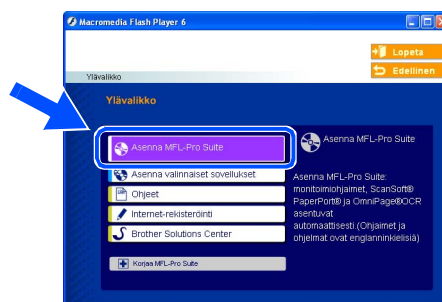 Macromedia Flash Player 6
Lopeta
Ylävalikko
Edellinen
Ylävalikko
Asenna MFL-Pro Suite
Asenna valinnaiset sovellukset
Ohjeet
Internet-rekisteröinti
Brother Solutions Center
Korjaa MFL-Pro Suite
Asenna MFL-Pro Suite
Asenna MFL-Pro Suite:
monitoimiohjaimet, ScanSoft®
PaperPort® ja OmniPage®OCR
asentuvat
automaattisesti.(Ohjaimet ja
ohjelmat ovat englanninkielisiä)